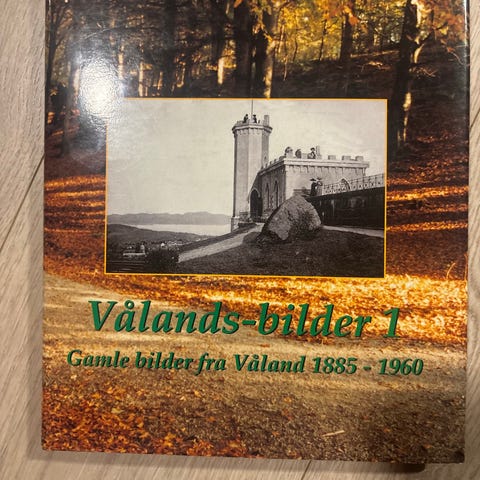 Vålands-bilder 1
Gamle bilder fra Våland 1885 - 1960